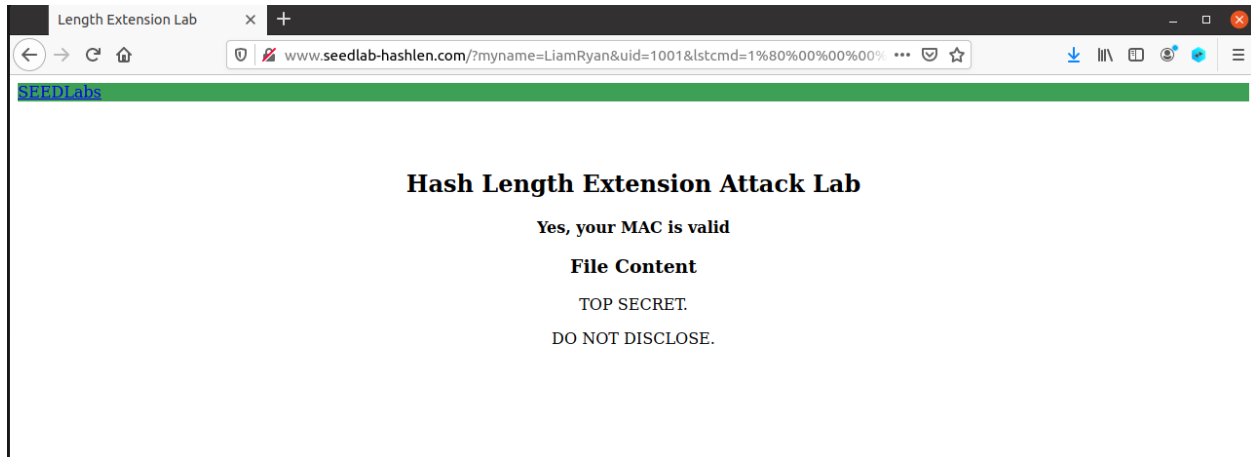 Length Extension Lab
www.seedlab-hashlen.com/?myname=LiamRyan&uid=1001&lstcmd=1%80%00%00%00%
SEEDLabs
Hash Length Extension Attack Lab
Yes, your MAC is valid
File Content
TOP SECRET.
DO NOT DISCLOSE.